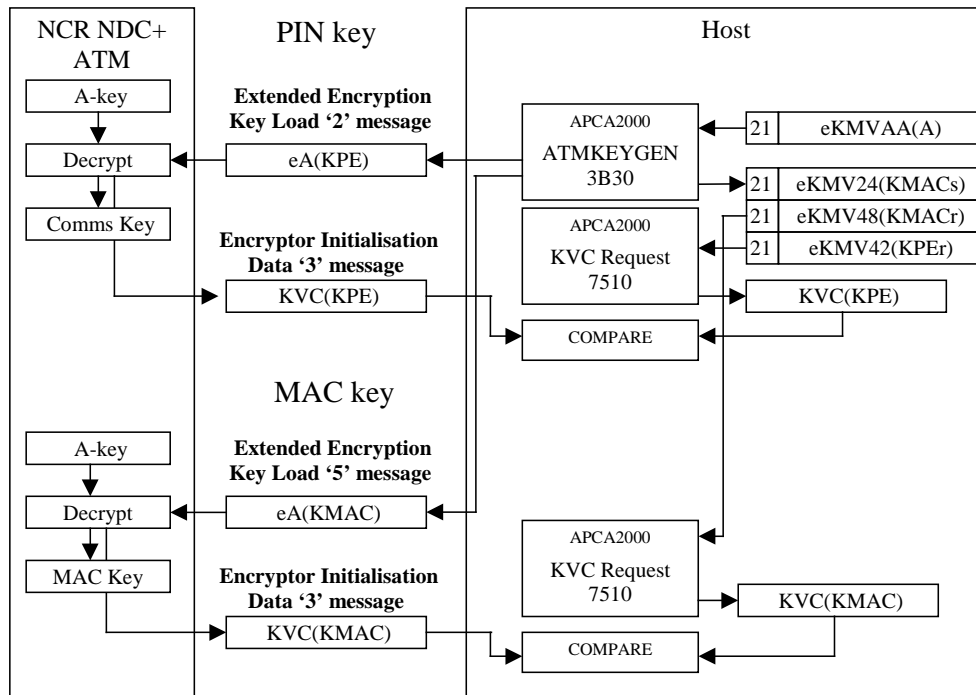 NCR NDC+
ATM
PIN key
Host
A-key
Extended Encryption
Key Load ‘2’ message
APCA2000
ATMKEYGEN
3B30
21 eKMVAA(A)
Decrypt
eA(KPE)
21 eKMV24(KMACs)
Comms Key
21 eKMV48(KMACr)
APCA2000
KVC Request
7510
21 eKMV42(KPEr)
Encryptor Initialisation
Data ‘3’ message
KVC(KPE)
KVC(KPE)
COMPARE
MAC key
A-key
Extended Encryption
Key Load ‘5’ message
Decrypt
eA(KMAC)
APCA2000
KVC Request
7510
MAC Key
Encryptor Initialisation
Data ‘3’ message
KVC(KMAC)
KVC(KMAC)
COMPARE